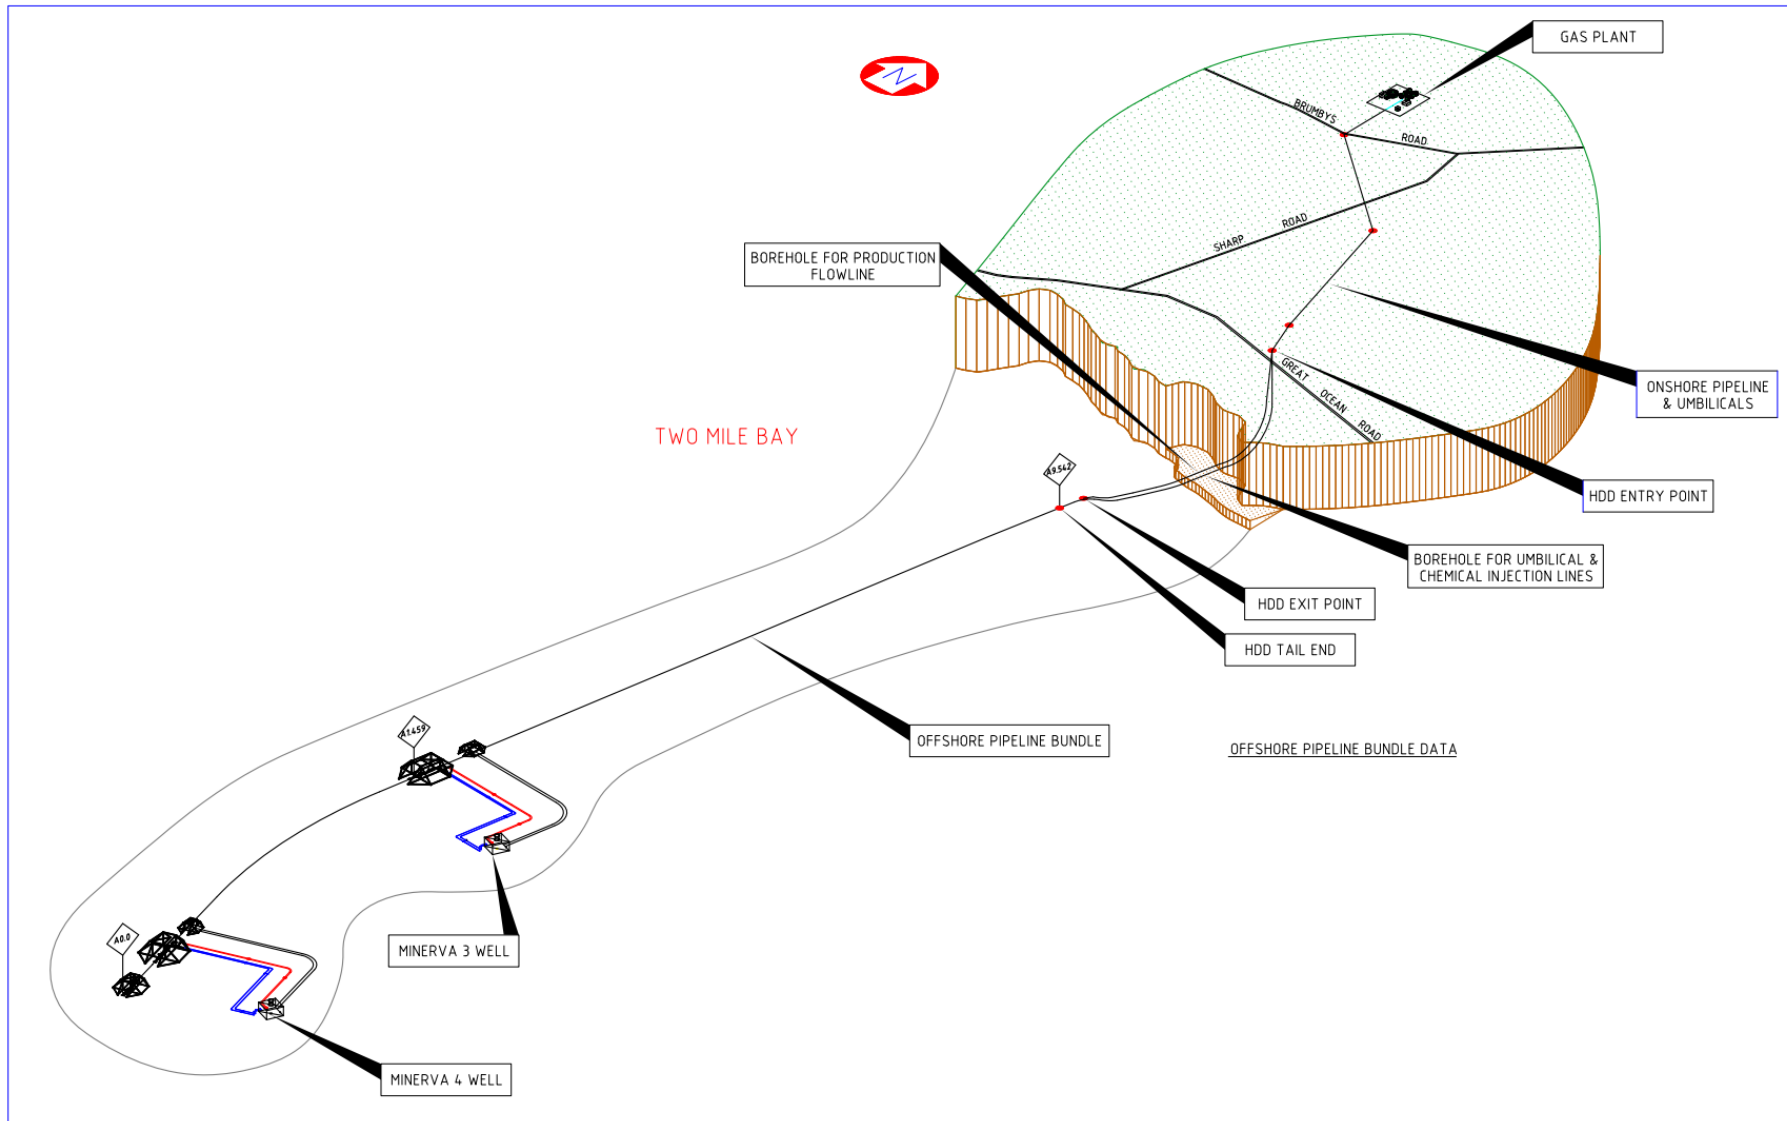 GAS PLANT
N
BRUMBYS
ROAD
SHARP
ROAD
BOREHOLE FOR PRODUCTION
FLOWLINE
GREAT
OCEAN
ROAD
ONSHORE PIPELINE
& UMBILICALS
TWO MILE BAY
A9.542
HDD ENTRY POINT
BOREHOLE FOR UMBILICAL &
CHEMICAL INJECTION LINES
HDD EXIT POINT
HDD TAIL END
OFFSHORE PIPELINE BUNDLE
OFFSHORE PIPELINE BUNDLE DATA
A1.459
MINERVA 3 WELL
A0.0
MINERVA 4 WELL